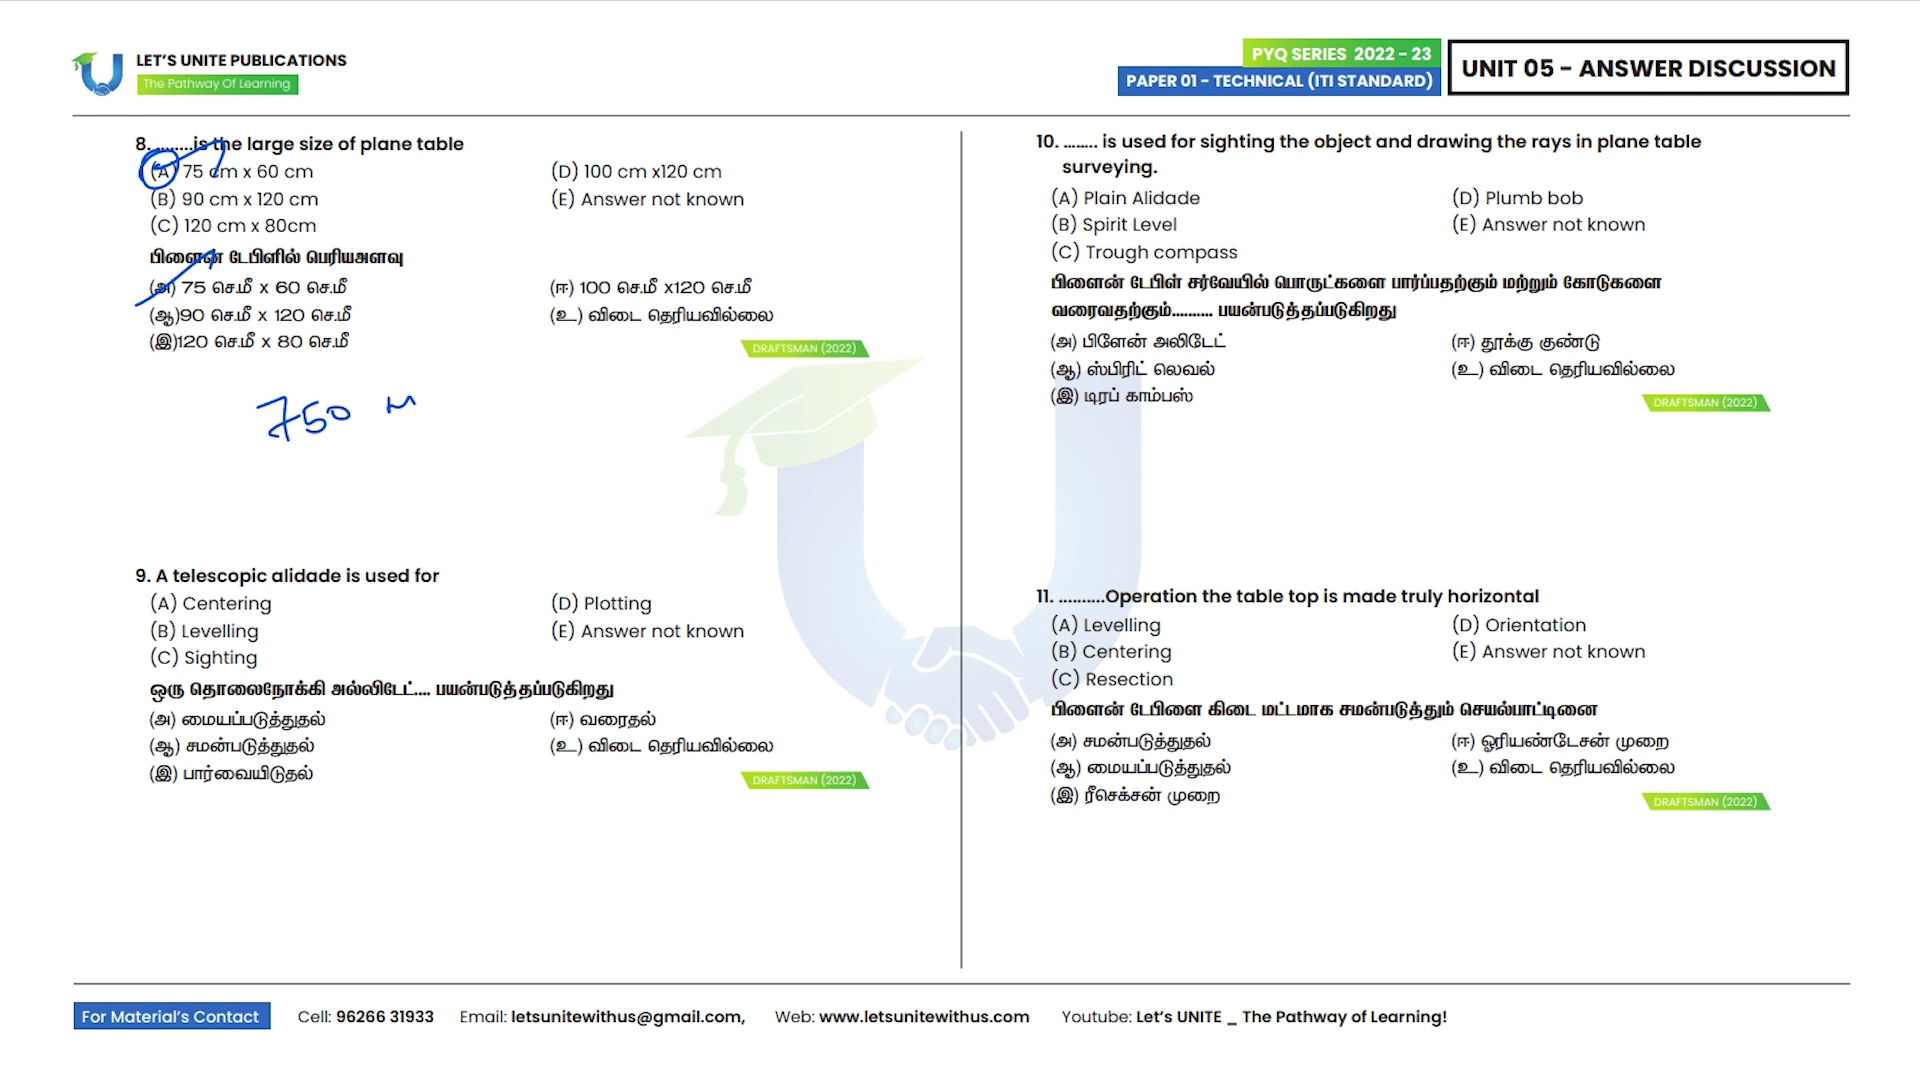 LET'S UNITE PUBLICATIONS
The Pathway Of Learning
PYQ SERIES 2022 - 23
PAPER 01 - TECHNICAL (ITI STANDARD)
UNIT 05 - ANSWER DISCUSSION
8. ........is the large size of plane table
(A) 75 cm x 60 cm
(D) 100 cm x120 cm
(B) 90 cm x 120 cm
(E) Answer not known
(C) 120 cm x 80cm
பிளைன் டேபிளில் பெரியஅளவு
(அ) 75 செ.மீ x 60 செ.மீ
(ஈ) 100 செ.மீ x120 செ.மீ
(ஆ)90 செ.மீ x 120 செ.மீ
(உ) விடை தெரியவில்லை
(இ)120 செ.மீ x 80 செ.மீ
DRAFTSMAN (2022)
750 м
9. A telescopic alidade is used for
(A) Centering
(D) Plotting
(B) Levelling
(E) Answer not known
(C) Sighting
ஒரு தொலைநோக்கி அல்லிடேட்.... பயன்படுத்தப்படுகிறது
(அ) மையப்படுத்துதல்
(ஈ) வரைதல்
(ஆ) சமன்படுத்துதல்
(உ) விடை தெரியவில்லை
(இ) பார்வையிடுதல்
DRAFTSMAN (2022)
10. ........ is used for sighting the object and drawing the rays in plane table
surveying.
(A) Plain Alidade
(D) Plumb bob
(B) Spirit Level
(E) Answer not known
(C) Trough compass
பிளைன் டேபிள் சர்வேயில் பொருட்களை பார்ப்பதற்கும் மற்றும் கோடுகளை
வரைவதற்கும்.......... பயன்படுத்தப்படுகிறது
(அ) பிளேன் அலிடேட்
(ஈ) தூக்கு குண்டு
(ஆ) ஸ்பிரிட் லெவல்
(உ) விடை தெரியவில்லை
(இ) டிரப் காம்பஸ்
DRAFTSMAN (2022)
11. ..........Operation the table top is made truly horizontal
(A) Levelling
(D) Orientation
(B) Centering
(E) Answer not known
(C) Resection
பிளைன் டேபிளை கிடை மட்டமாக சமன்படுத்தும் செயல்பாட்டினை
(அ) சமன்படுத்துதல்
(ஈ) ஓரியண்டேசன் முறை
(ஆ) மையப்படுத்துதல்
(உ) விடை தெரியவில்லை
(இ) ரீசெக்சன் முறை
DRAFTSMAN (2022)
For Material's Contact
Cell: 96266 31933 Email: letsunitewithus@gmail.com, Web: www.letsunitewithus.com Youtube: Let's UNITE _ The Pathway of Learning!